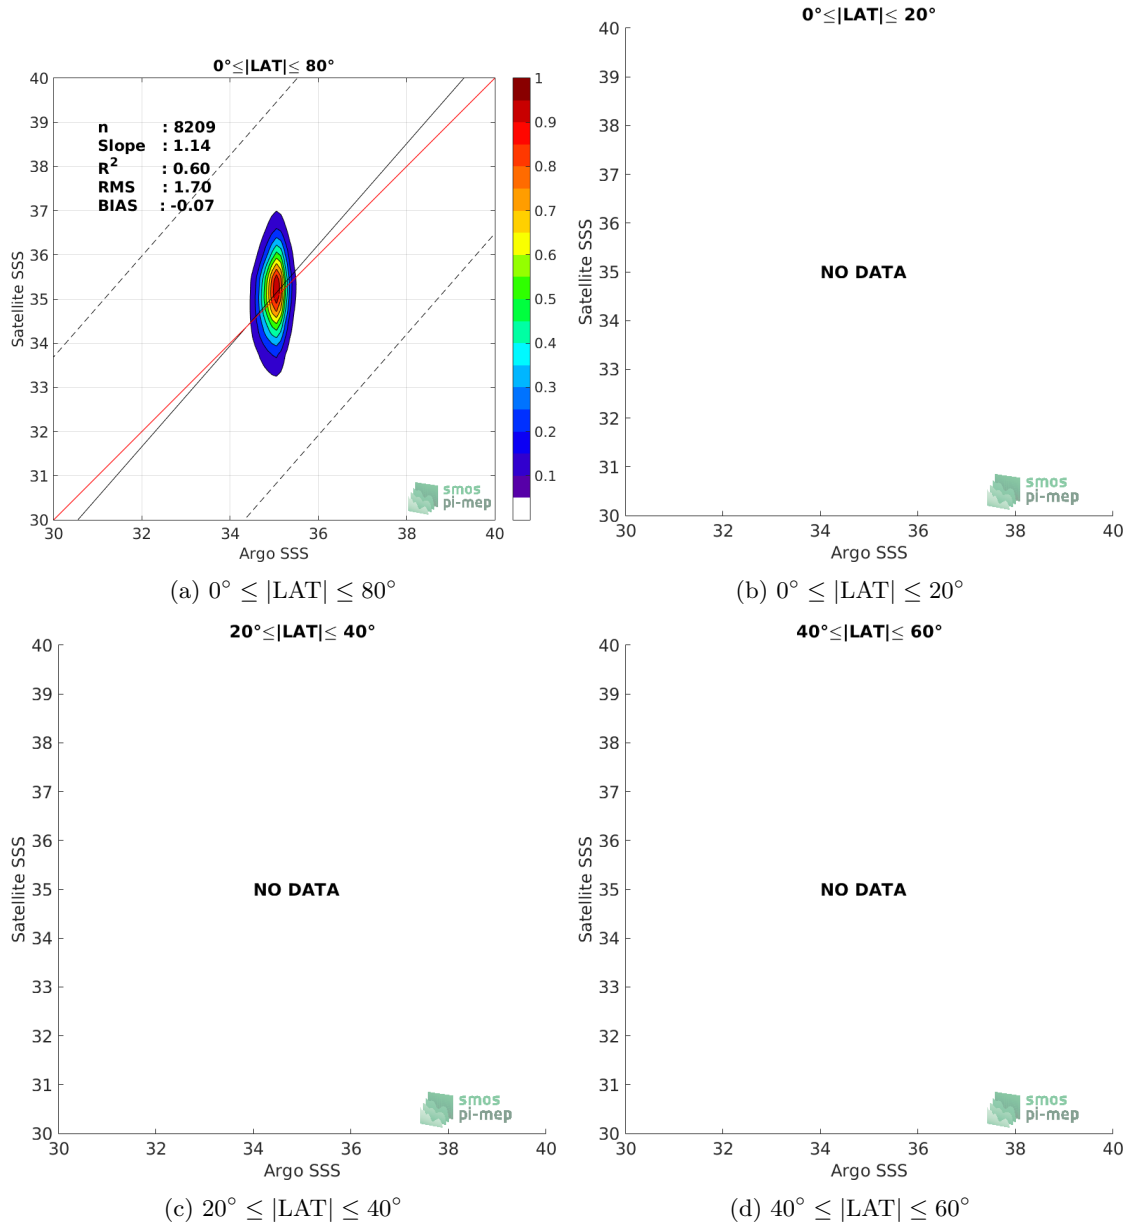 0°≤|LAT|≤ 80°
40
39
38
37
36
35
34
33
32
31
30
Satellite SSS
n : 8209
Slope : 1.14
R² : 0.60
RMS : 1.70
BIAS : -0.07
smos
pi-mep
30 32 34 36 38 40
Argo SSS
1
0.9
0.8
0.7
0.6
0.5
0.4
0.3
0.2
0.1
(a) 0° ≤ |LAT| ≤ 80°
0°≤|LAT|≤ 20°
40
39
38
37
36
35
34
33
32
31
30
Satellite SSS
NO DATA
smos
pi-mep
30 32 34 36 38 40
Argo SSS
(b) 0° ≤ |LAT| ≤ 20°
20°≤|LAT|≤ 40°
40
39
38
37
36
35
34
33
32
31
30
Satellite SSS
NO DATA
smos
pi-mep
30 32 34 36 38 40
Argo SSS
(c) 20° ≤ |LAT| ≤ 40°
40°≤|LAT|≤ 60°
40
39
38
37
36
35
34
33
32
31
30
Satellite SSS
NO DATA
smos
pi-mep
30 32 34 36 38 40
Argo SSS
(d) 40° ≤ |LAT| ≤ 60°